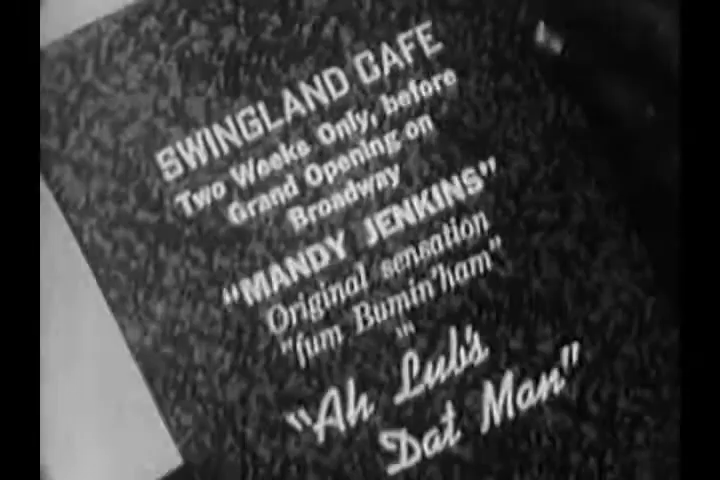 SWINGLAND CAFE
Two Weeks Only, before
Grand Opening on
Broadway
"MANDY JENKINS"
Original sensation
"fum Bumin'ham"
"
"Ah Lub's
Dat Man"